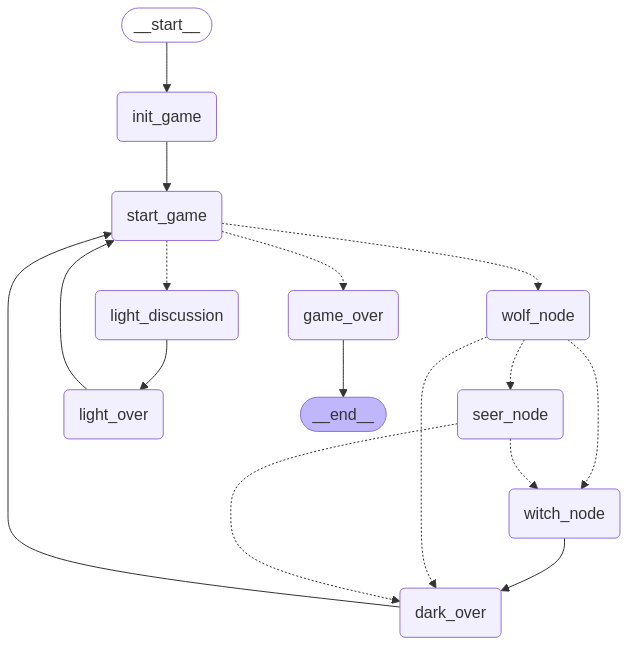 __start__
init_game
start_game
light_discussion
game_over
wolf_node
light_over
__end__
seer_node
witch_node
dark_over